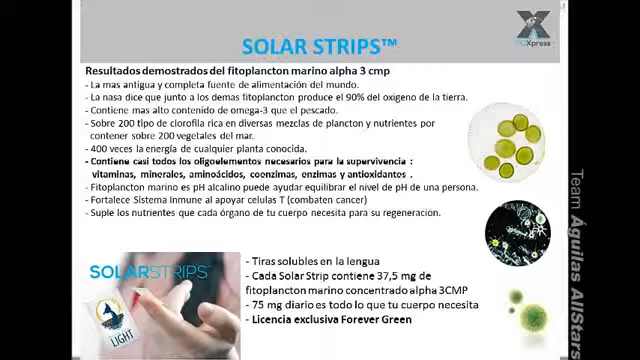 SOLAR STRIPS™
Xpress
Resultados demostrados del fitoplancton marino alpha 3 cmp
- La mas antigua y completa fuente de alimentación del mundo.
- La nasa dice que junto a los demas fitoplancton produce el 90% del oxigeno de la tierra.
- Contiene mas alto contenido de omega-3 que el pescado.
- Sobre 200 tipo de clorofila rica en diversas mezclas de plancton y nutrientes por
contener sobre 200 vegetales del mar.
- 400 veces la energía de cualquier planta conocida.
- Contiene casi todos los oligoelementos necesarios para la supervivencia :
vitaminas, minerales, aminoácidos, coenzimas, enzimas y antioxidantes .
- Fitoplancton marino es pH alcalino puede ayudar equilibrar el nivel de pH de una persona.
- Fortalece Sistema Inmune al apoyar celulas T (combaten cancer)
- Suple los nutrientes que cada órgano de tu cuerpo necesita para su regeneración.
SOLARSTRIPS™
LIGHT
- Tiras solubles en la lengua
- Cada Solar Strip contiene 37,5 mg de
fitoplancton marino concentrado alpha 3CMP
- 75 mg diario es todo lo que tu cuerpo necesita
- Licencia exclusiva Forever Green
Team Águilas AllStars